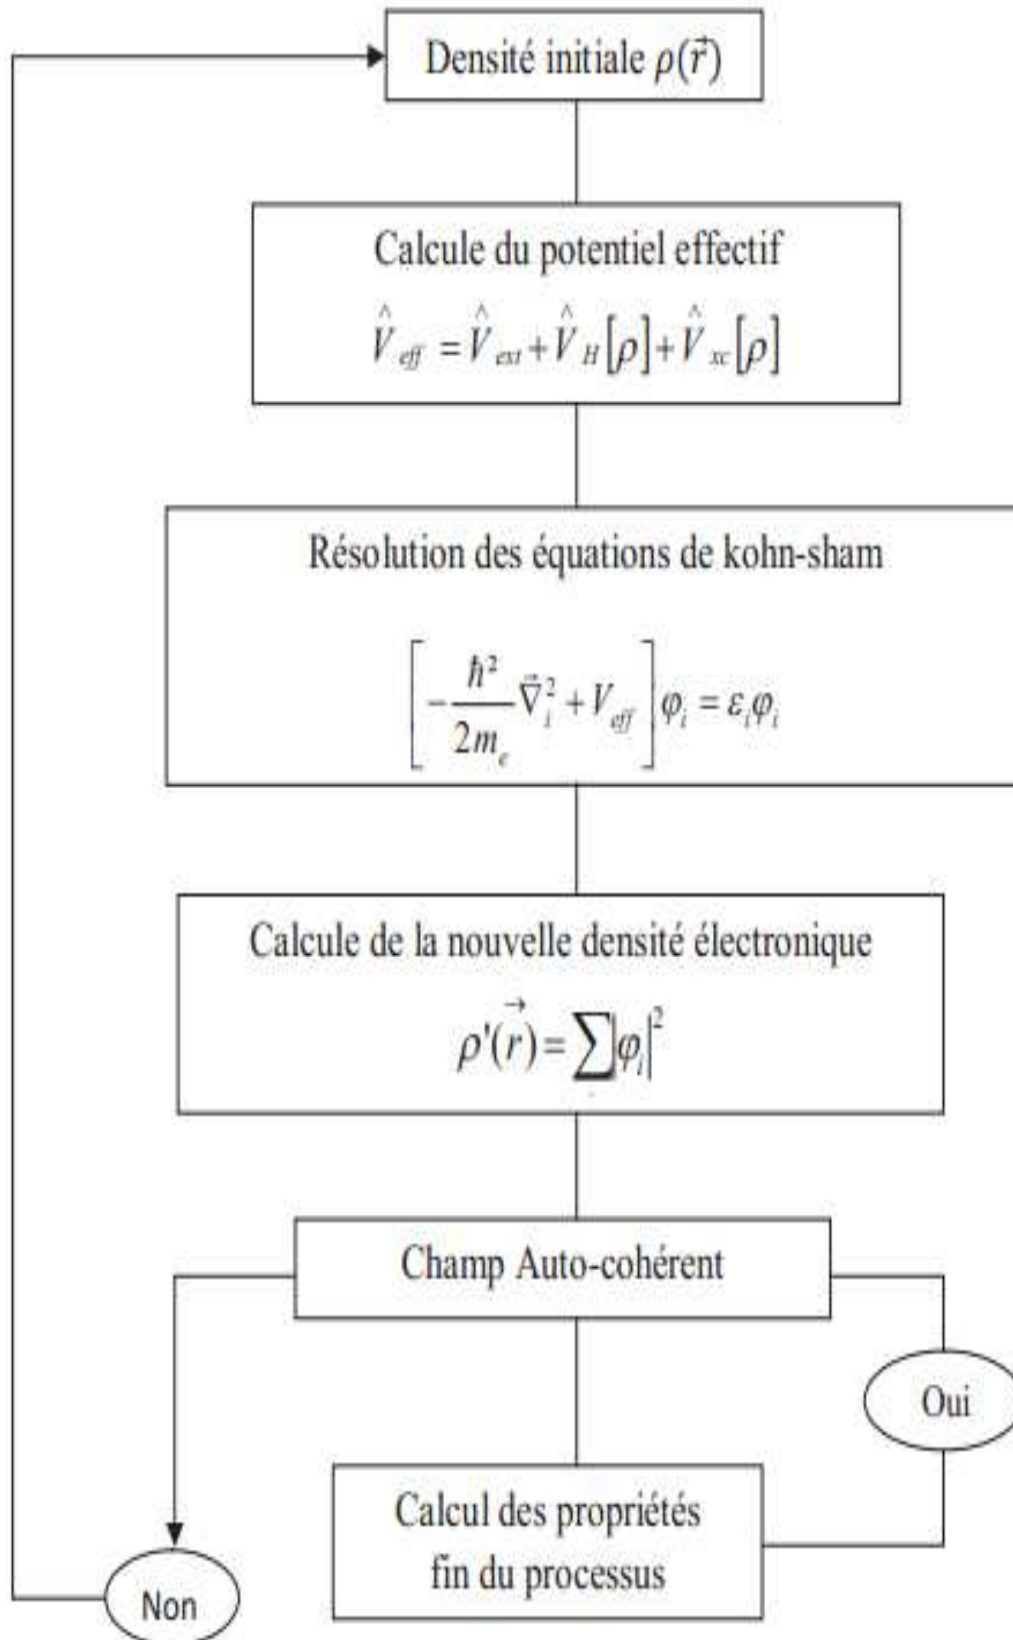 Densité initiale ρ(r⃗)
Calcule du potentiel effectif
V̂ eff = V̂ ext + V̂ H [ρ] + V̂ xc [ρ]
Résolution des équations de kohn-sham
[ - ħ² / 2mₑ ∇⃗ᵢ² + V eff ] φᵢ = εᵢφᵢ
Calcule de la nouvelle densité électronique
ρ'(r⃗) = ∑|φᵢ|²
Champ Auto-cohérent
Oui
Calcul des propriétés
fin du processus
Non